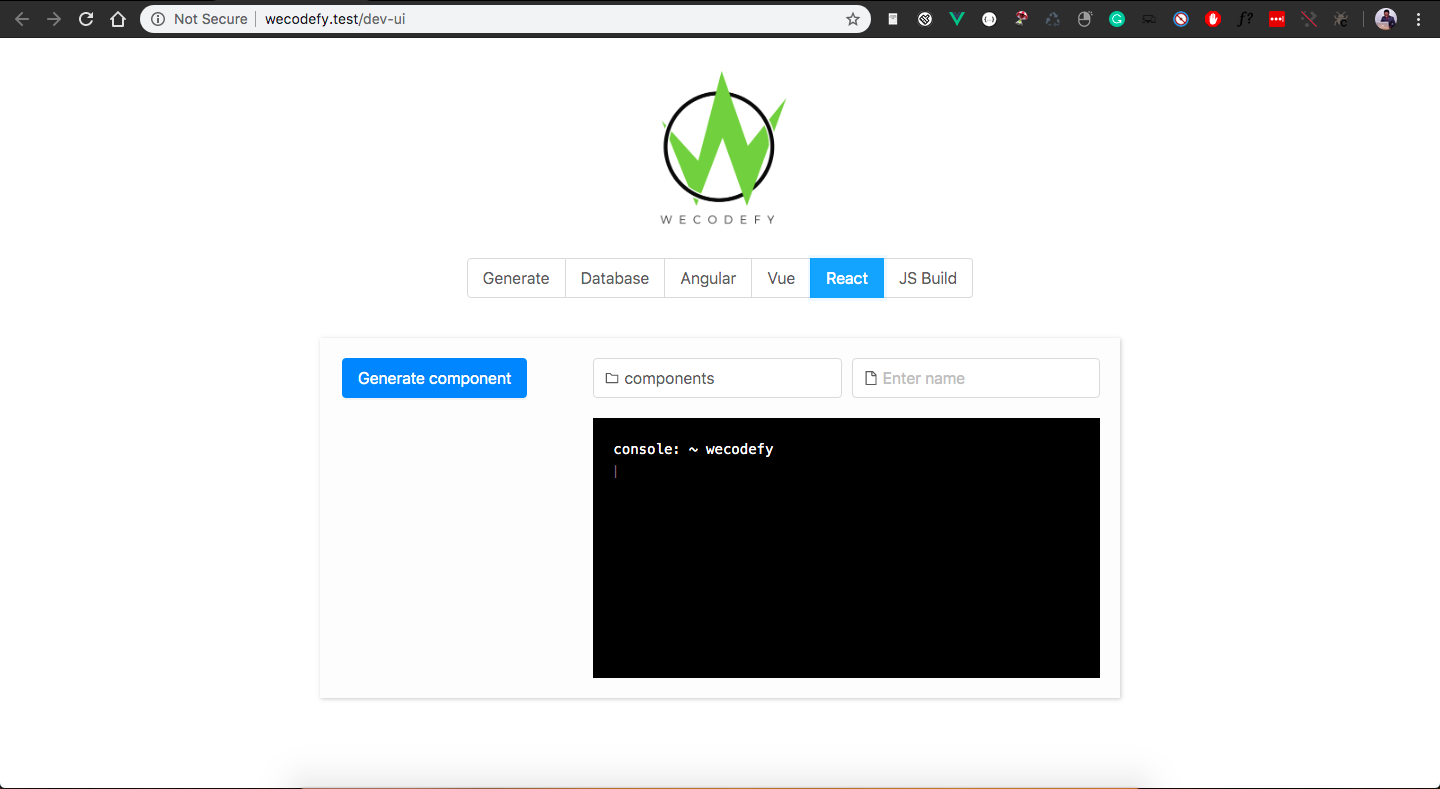 Not Secure wecodefy.test/dev-ui
WECODEFY
Generate Database Angular Vue React JS Build
Generate component components Enter name
console: ~ wecodefy